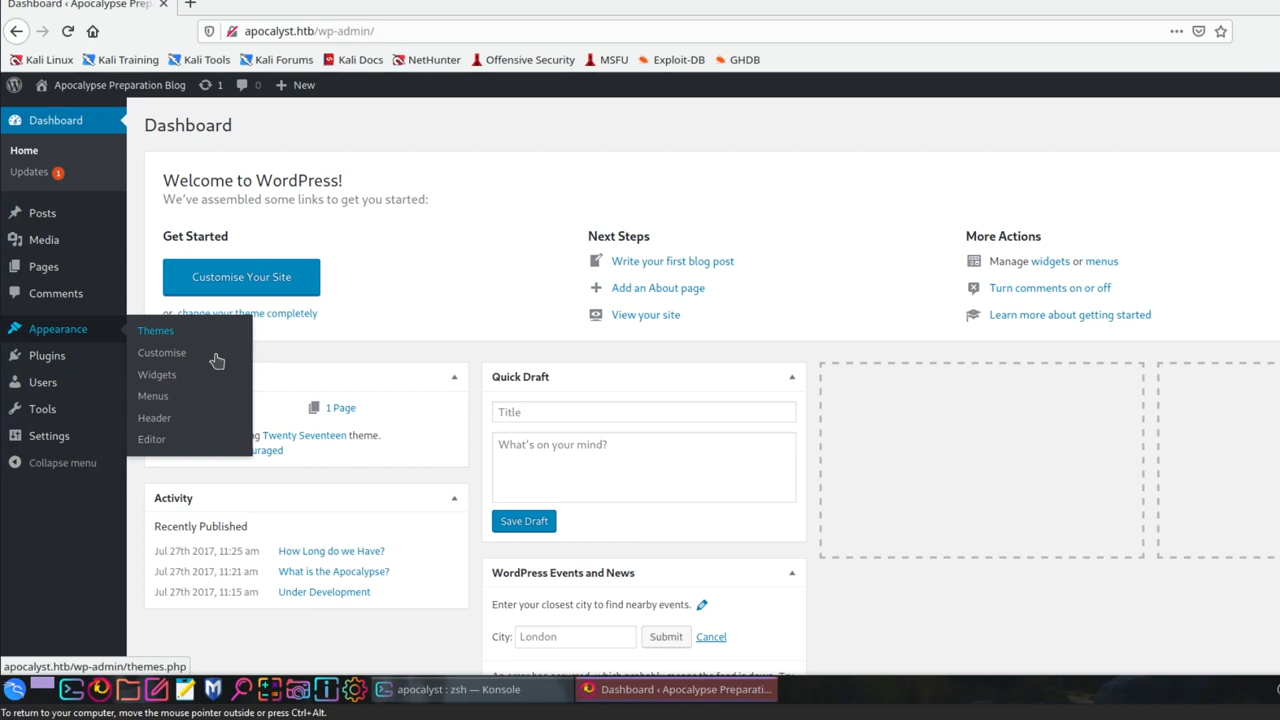 Dashboard ‹ Apocalypse Prep
apocalyst.htb/wp-admin/
Kali Linux Kali Training Kali Tools Kali Forums Kali Docs NetHunter Offensive Security MSFU Exploit-DB GHDB
Apocalypse Preparation Blog 1 0 New
Dashboard
Home
Updates 1
Posts
Media
Pages
Comments
Appearance
Plugins
Users
Tools
Settings
Collapse menu
Themes
Customise
Widgets
Menus
Header
Editor
Dashboard
Welcome to WordPress!
We've assembled some links to get you started:
Get Started
Customise Your Site
or, change your theme completely
Next Steps
Write your first blog post
Add an About page
View your site
More Actions
Manage widgets or menus
Turn comments on or off
Learn more about getting started
1 Page
Twenty Seventeen theme.
Activity
Recently Published
Jul 27th 2017, 11:25 am How Long do we Have?
Jul 27th 2017, 11:21 am What is the Apocalypse?
Jul 27th 2017, 11:15 am Under Development
Quick Draft
Title
What's on your mind?
Save Draft
WordPress Events and News
Enter your closest city to find nearby events.
City: London Submit Cancel
apocalyst.htb/wp-admin/themes.php
apocalyst : zsh — Konsole
Dashboard ‹ Apocalypse Preparati...
To return to your computer, move the mouse pointer outside or press Ctrl+Alt.